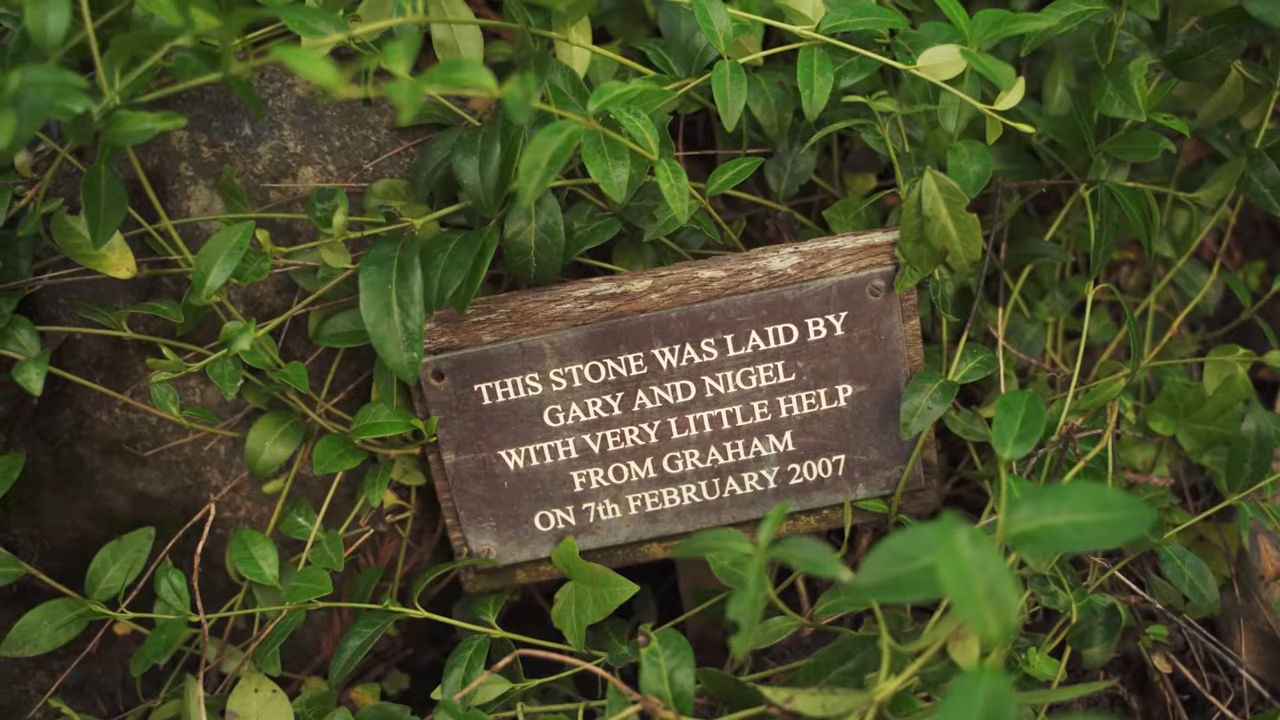 THIS STONE WAS LAID BY
GARY AND NIGEL
WITH VERY LITTLE HELP
FROM GRAHAM
ON 7th FEBRUARY 2007